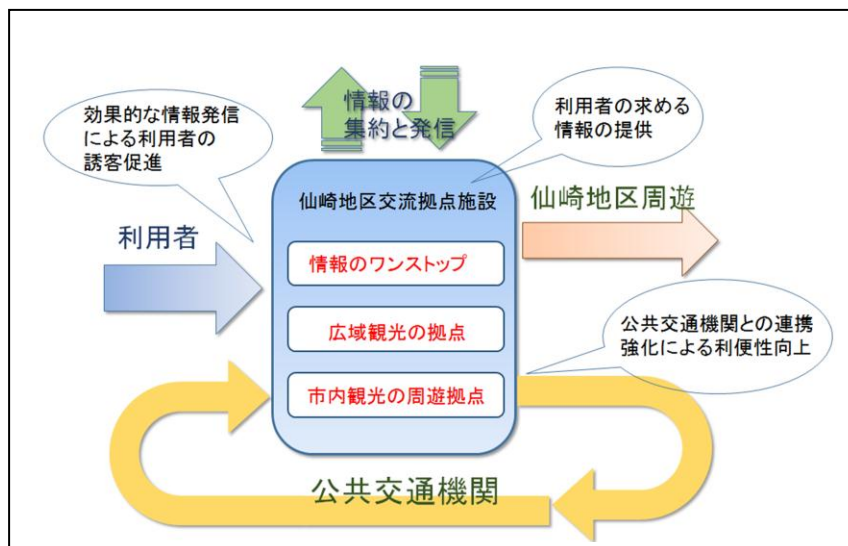 情報の
集約と発信
効果的な情報発信
による利用者の
誘客促進
利用者の求める
情報の提供
仙崎地区交流拠点施設
利用者
仙崎地区周遊
情報のワンストップ
広域観光の拠点
市内観光の周遊拠点
公共交通機関との連携
強化による利便性向上
公共交通機関